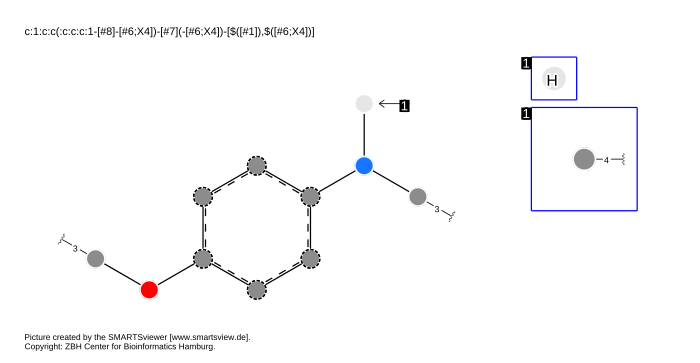 c:1:c:c(:c:c:c:1-[#8]-[#6;X4])-[#7](-[#6;X4])-[$([#1]),$([#6;X4])]
1
H
1
1
4
3
3
Picture created by the SMARTSviewer [www.smartsview.de].
Copyright: ZBH Center for Bioinformatics Hamburg.